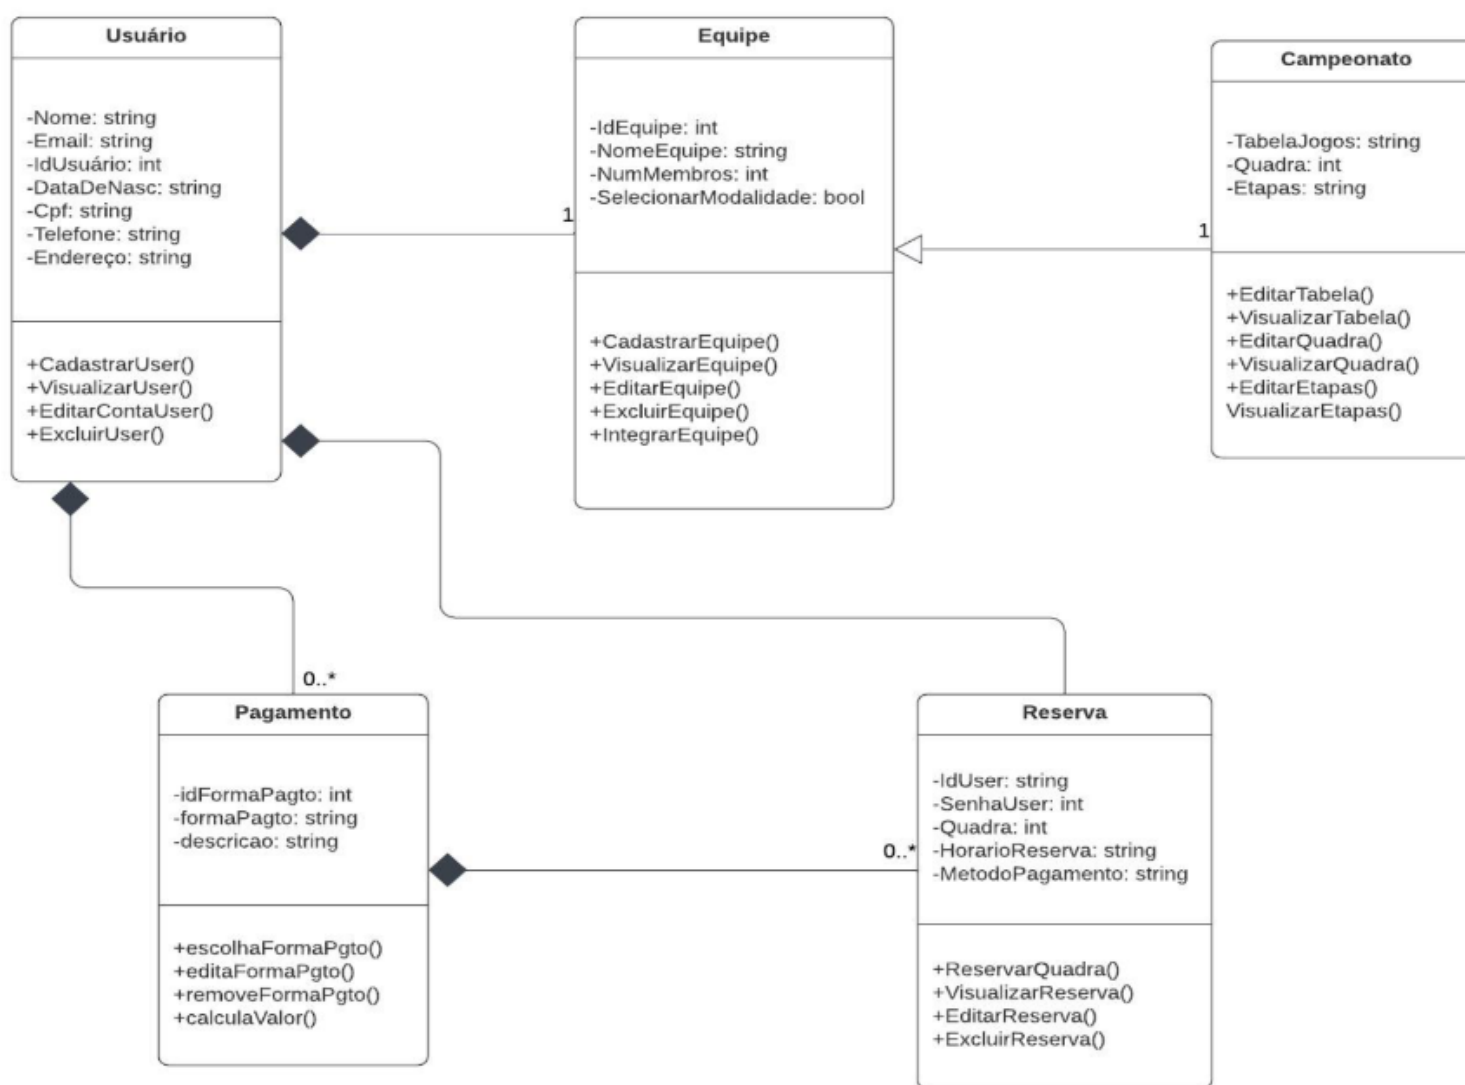 Usuário
-Nome: string
-Email: string
-IdUsuário: int
-DataDeNasc: string
-Cpf: string
-Telefone: string
-Endereço: string
+CadastrarUser()
+VisualizarUser()
+EditarContaUser()
+ExcluirUser()
1
Equipe
-IdEquipe: int
-NomeEquipe: string
-NumMembros: int
-SelecionarModalidade: bool
+CadastrarEquipe()
+VisualizarEquipe()
+EditarEquipe()
+ExcluirEquipe()
+IntegrarEquipe()
1
Campeonato
-TabelaJogos: string
-Quadra: int
-Etapas: string
+EditarTabela()
+VisualizarTabela()
+EditarQuadra()
+VisualizarQuadra()
+EditarEtapas()
VisualizarEtapas()
0..*
Pagamento
-idFormaPagto: int
-formaPagto: string
-descricao: string
+escolhaFormaPgto()
+editaFormaPgto()
+removeFormaPgto()
+calculaValor()
0..*
Reserva
-IdUser: string
-SenhaUser: int
-Quadra: int
-HorarioReserva: string
-MetodoPagamento: string
+ReservarQuadra()
+VisualizarReserva()
+EditarReserva()
+ExcluirReserva()